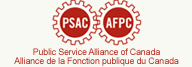 PSAC AFPC
Public Service Alliance of Canada
Alliance de la Fonction publique du Canada